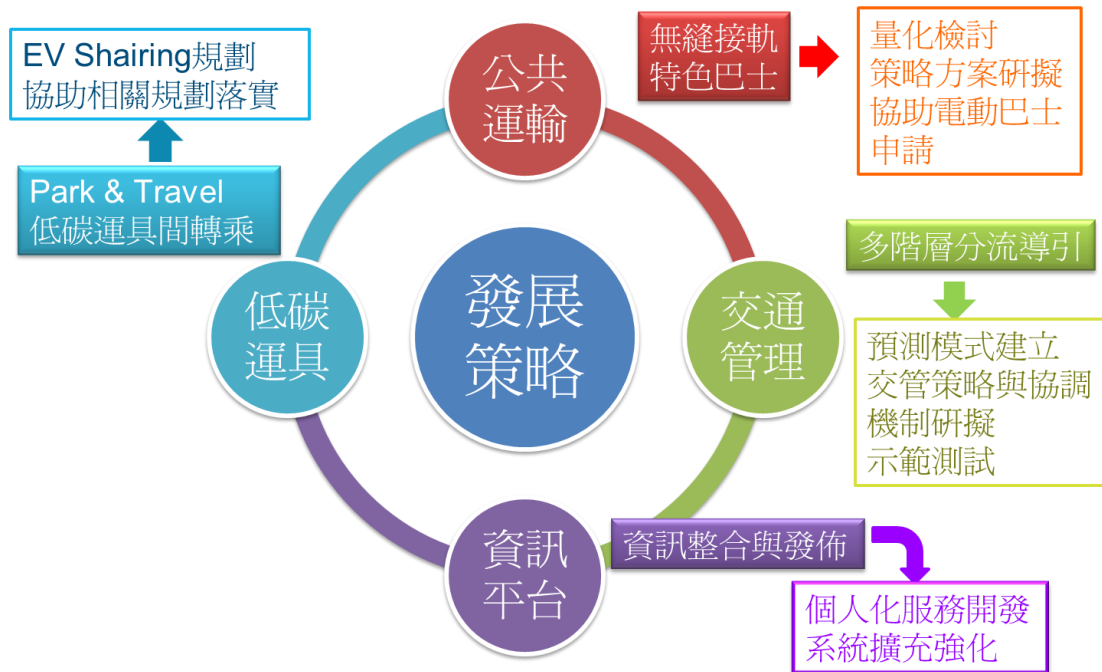 EV Shairing規劃
協助相關規劃落實
Park & Travel
低碳運具間轉乘
公共
運輸
無縫接軌
特色巴士
量化檢討
策略方案研擬
協助電動巴士
申請
低碳
運具
發展
策略
交通
管理
多階層分流導引
預測模式建立
交管策略與協調
機制研擬
示範測試
資訊
平台
資訊整合與發佈
個人化服務開發
系統擴充強化